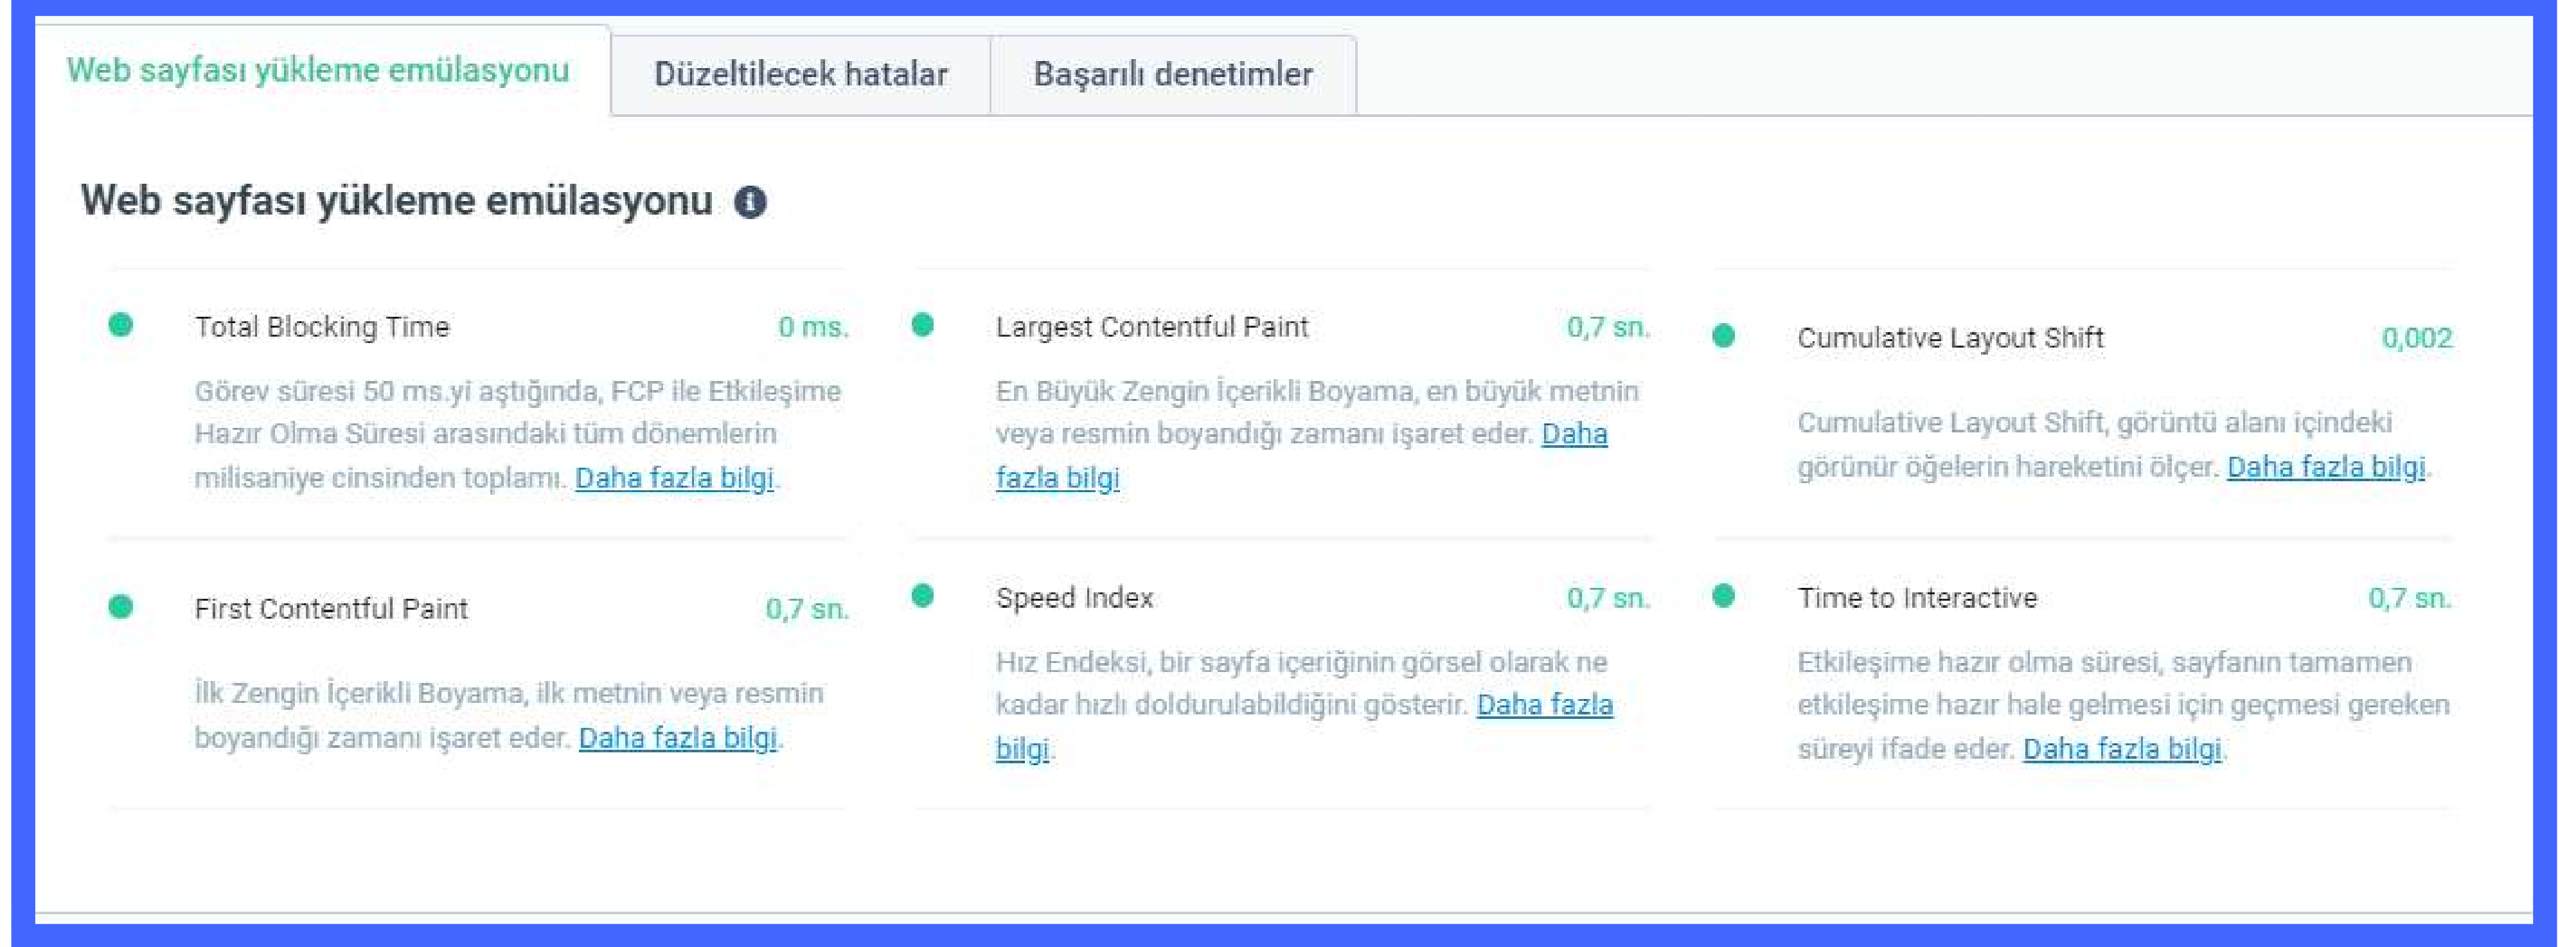 Web sayfası yükleme emülasyonu
Düzeltilecek hatalar
Başarılı denetimler
Web sayfası yükleme emülasyonu
Total Blocking Time
0 ms.
Görev süresi 50 ms.yi aştığında, FCP ile Etkileşime
Hazır Olma Süresi arasındaki tüm dönemlerin
milisaniye cinsinden toplamı. Daha fazla bilgi.
Largest Contentful Paint
0,7 sn.
En Büyük Zengin İçerikli Boyama, en büyük metnin
veya resmin boyandığı zamanı işaret eder. Daha
fazla bilgi
Cumulative Layout Shift
0,002
Cumulative Layout Shift, görüntü alanı içindeki
görünür öğelerin hareketini ölçer. Daha fazla bilgi.
First Contentful Paint
0,7 sn.
İlk Zengin İçerikli Boyama, ilk metnin veya resmin
boyandığı zamanı işaret eder. Daha fazla bilgi.
Speed Index
0,7 sn.
Hız Endeksi, bir sayfa içeriğinin görsel olarak ne
kadar hızlı doldurulabildiğini gösterir. Daha fazla
bilgi.
Time to Interactive
0,7 sn.
Etkileşime hazır olma süresi, sayfanın tamamen
etkileşime hazır hale gelmesi için geçmesi gereken
süreyi ifade eder. Daha fazla bilgi.